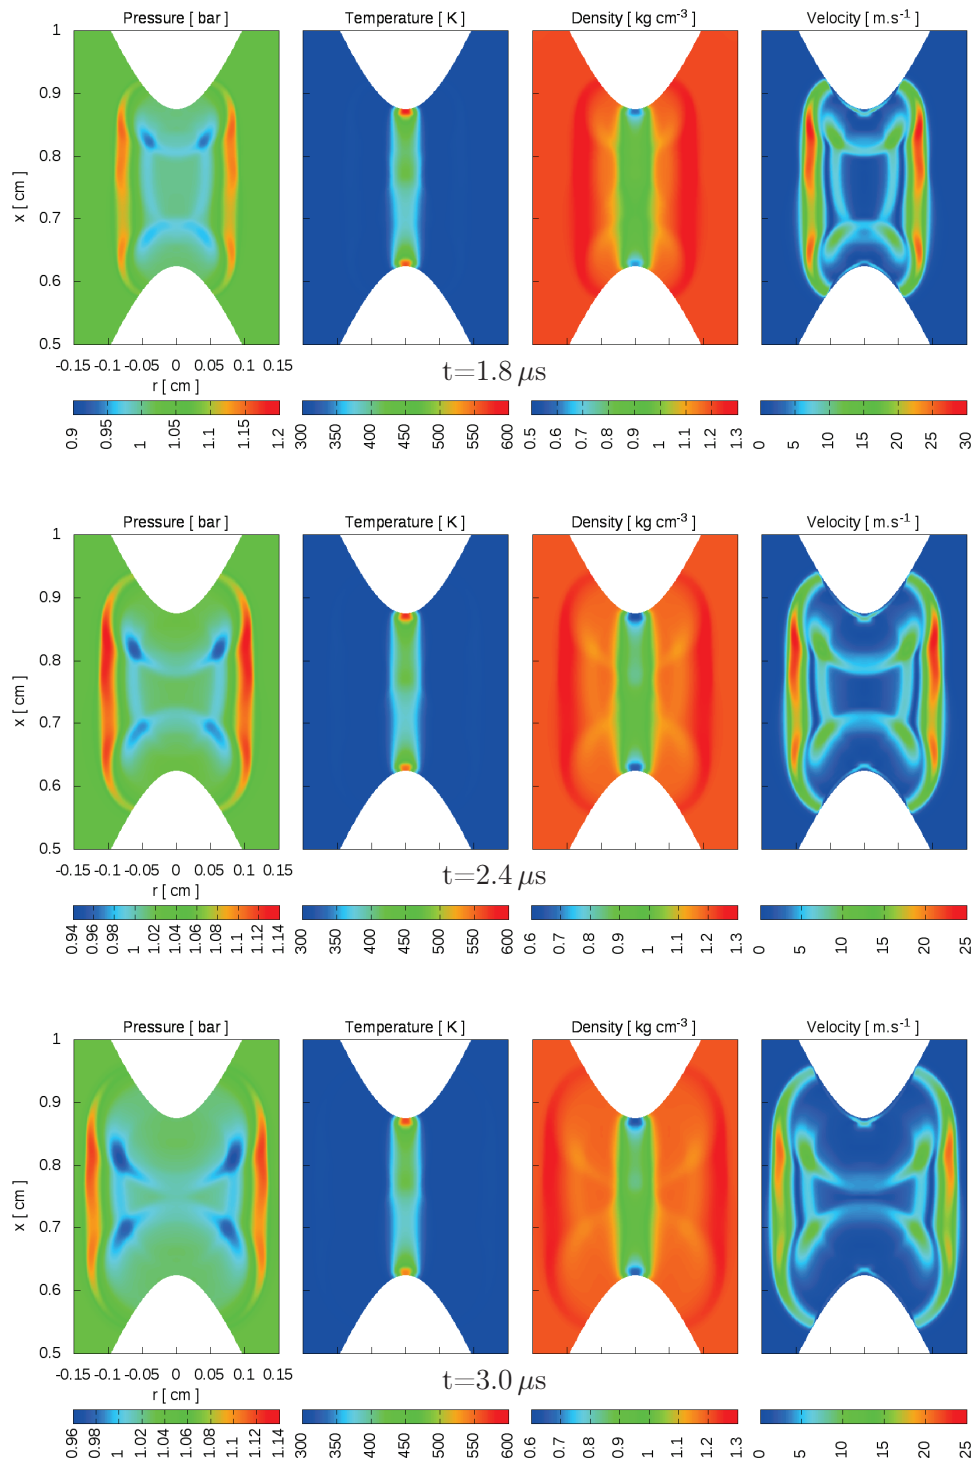 Pressure [ bar ] Temperature [ K ] Density [ kg cm-3 ] Velocity [ m.s-1 ]
1
0.9
0.8
0.7
0.6
0.5
x [ cm ]
-0.15 -0.1 -0.05 0 0.05 0.1 0.15
r [ cm ]
t=1.8 μs
0.9 0.95 1 1.05 1.1 1.15 1.2
300 350 400 450 500 550 600
0.5 0.6 0.7 0.8 0.9 1 1.1 1.2 1.3
0 5 10 15 20 25 30
Pressure [ bar ] Temperature [ K ] Density [ kg cm-3 ] Velocity [ m.s-1 ]
1
0.9
0.8
0.7
0.6
0.5
x [ cm ]
-0.15 -0.1 -0.05 0 0.05 0.1 0.15
r [ cm ]
t=2.4 μs
0.94 0.96 0.98 1 1.02 1.04 1.06 1.08 1.1 1.12 1.14
300 350 400 450 500 550 600
0.6 0.7 0.8 0.9 1 1.1 1.2 1.3
0 5 10 15 20 25
Pressure [ bar ] Temperature [ K ] Density [ kg cm-3 ] Velocity [ m.s-1 ]
1
0.9
0.8
0.7
0.6
0.5
x [ cm ]
-0.15 -0.1 -0.05 0 0.05 0.1 0.15
r [ cm ]
t=3.0 μs
0.96 0.98 1 1.02 1.04 1.06 1.08 1.1 1.12 1.14
300 350 400 450 500 550 600
0.6 0.7 0.8 0.9 1 1.1 1.2 1.3
0 5 10 15 20 25